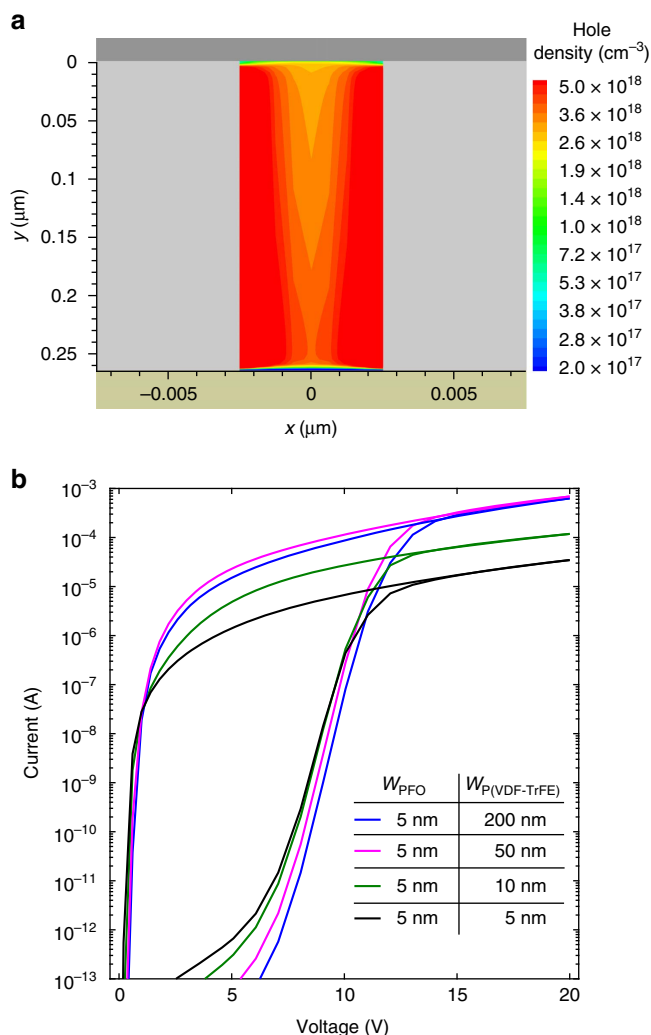 a
Hole
density (cm⁻³)
5.0 × 10¹⁸
3.6 × 10¹⁸
2.6 × 10¹⁸
1.9 × 10¹⁸
1.4 × 10¹⁸
7.2 × 10¹⁷
5.3 × 10¹⁷
3.8 × 10¹⁷
2.8 × 10¹⁷
2.0 × 10¹⁷
0
0.05
0.1
0.15
0.2
0.25
y (μm)
–0.005
0
0.005
x (μm)
b
10⁻³
10⁻⁴
10⁻⁵
10⁻⁶
10⁻⁷
10⁻⁸
10⁻⁹
10⁻¹⁰
10⁻¹¹
10⁻¹²
10⁻¹³
Current (A)
W_PFO W_P(VDF-TrFE)
5 nm 200 nm
5 nm 50 nm
5 nm 10 nm
5 nm 5 nm
0 5 10 15 20
Voltage (V)